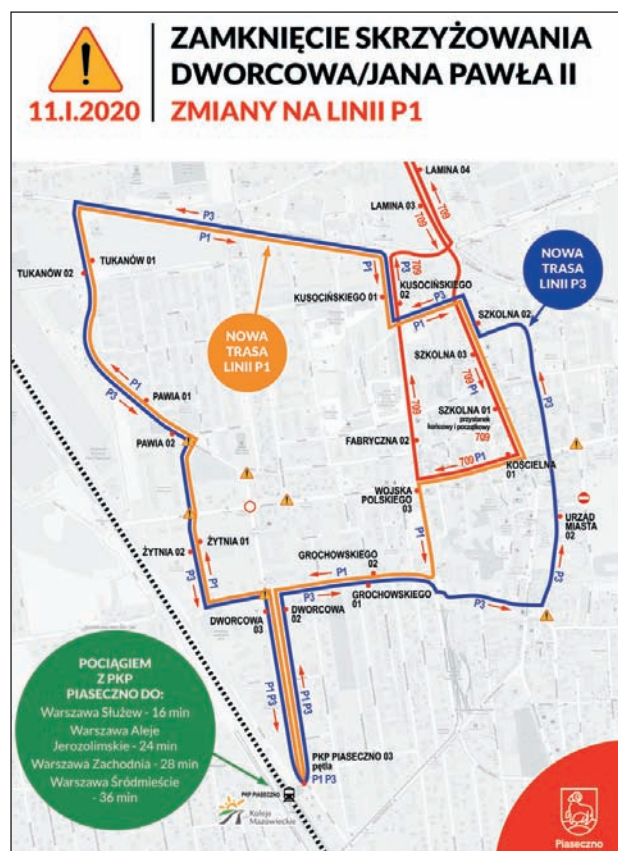 ZAMKNIĘCIE SKRZYŻOWANIA
DWORCOWA/JANA PAWŁA II
11.I.2020
ZMIANY NA LINII P1
LAMINA 04
709
LAMINA 03
709
709
P3
P1
TUKANÓW 01
TUKANÓW 02
P1
P3
KUSOCIŃSKIEGO 01
KUSOCIŃSKIEGO
02
P3
P1
NOWA
TRASA
LINII P3
SZKOLNA 02
NOWA
TRASA
LINII P1
SZKOLNA 03
709
P1
P3
PAWIA 01
P1
P3
PAWIA 02
709
SZKOLNA 01
przystanek
końcowy i początkowy
709
FABRYCZNA 02
KOŚCIELNA
01
709 P1
WOJSKA
POLSKIEGO
03
URZĄD
MIASTA
02
P1
ŻYTNIA 01
ŻYTNIA 02
P3
P1
GROCHOWSKIEGO
02
P1
P3
GROCHOWSKIEGO
01
P3
P3
DWORCOWA
03
DWORCOWA
02
P1 P3
P1 P3
POCIĄGIEM
Z PKP
PIASECZNO DO:
Warszawa Służew - 16 min
Warszawa Aleje
Jerozolimskie - 24 min
Warszawa Zachodnia - 28 min
Warszawa Śródmieście
- 36 min
PKP PIASECZNO 03
pętla
P1 P3
PKP PIASECZNO
Koleje
Mazowieckie
Piaseczno